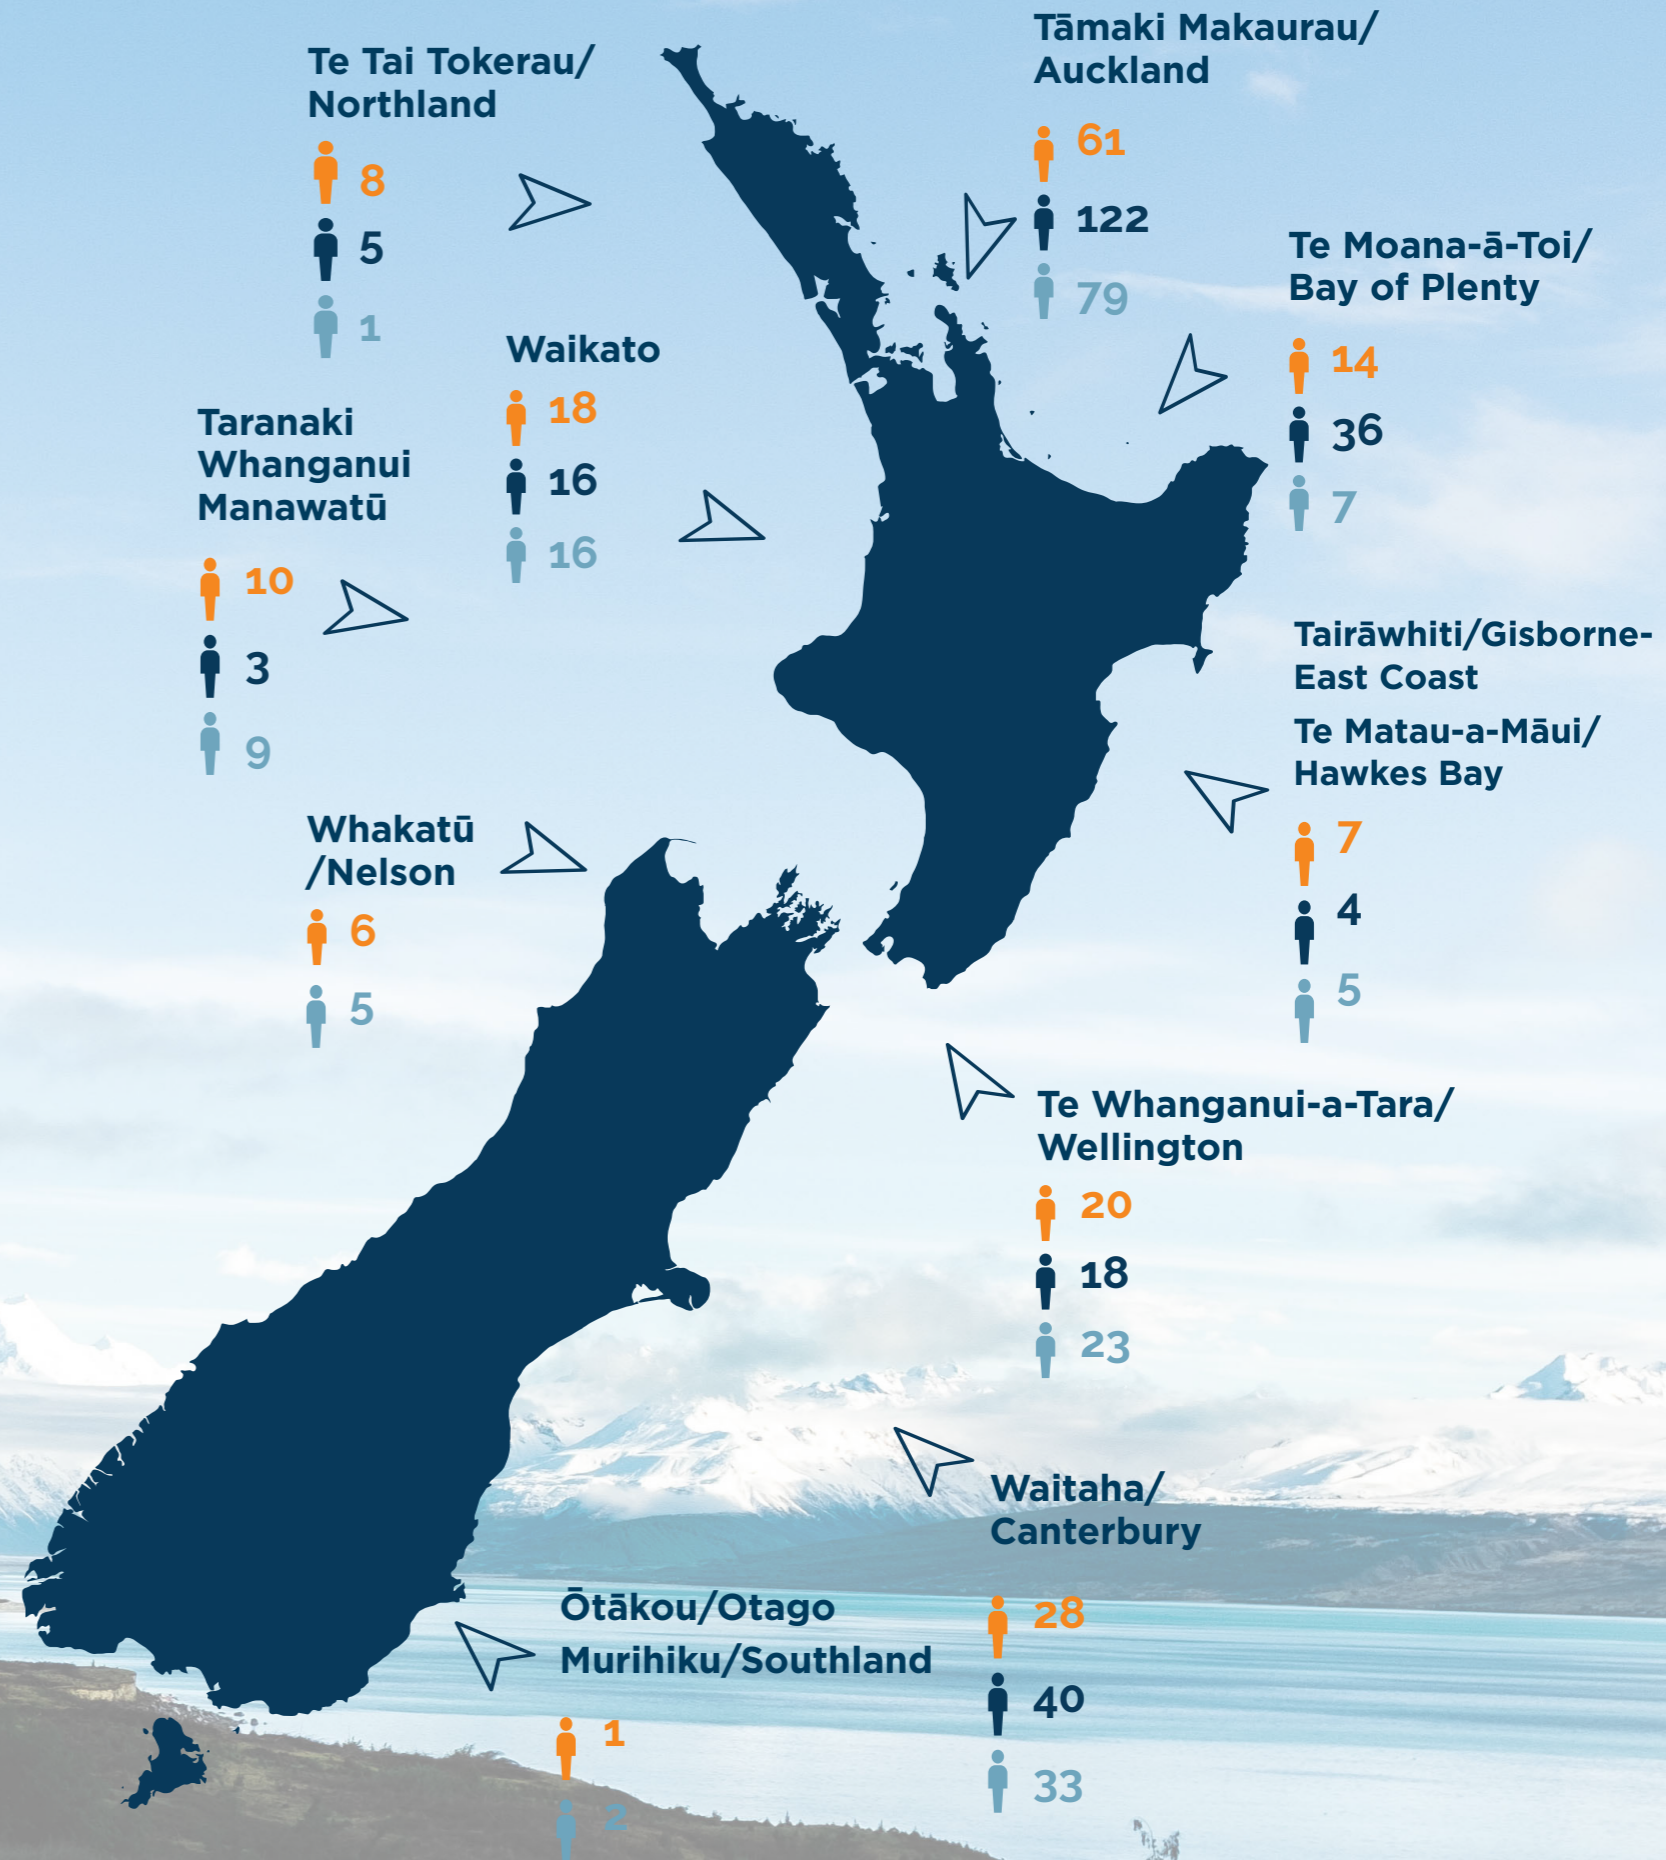 Te Tai Tokerau/
Northland
8
5
1
Tāmaki Makaurau/
Auckland
61
122
79
Te Moana-ā-Toi/
Bay of Plenty
14
36
7
Waikato
18
16
16
Taranaki
Whanganui
Manawatū
10
3
9
Tairāwhiti/Gisborne-
East Coast
Te Matau-a-Māui/
Hawkes Bay
7
4
5
Whakatū
/Nelson
6
5
Te Whanganui-a-Tara/
Wellington
20
18
23
Waitaha/
Canterbury
28
40
33
Ōtākou/Otago
Murihiku/Southland
1
2